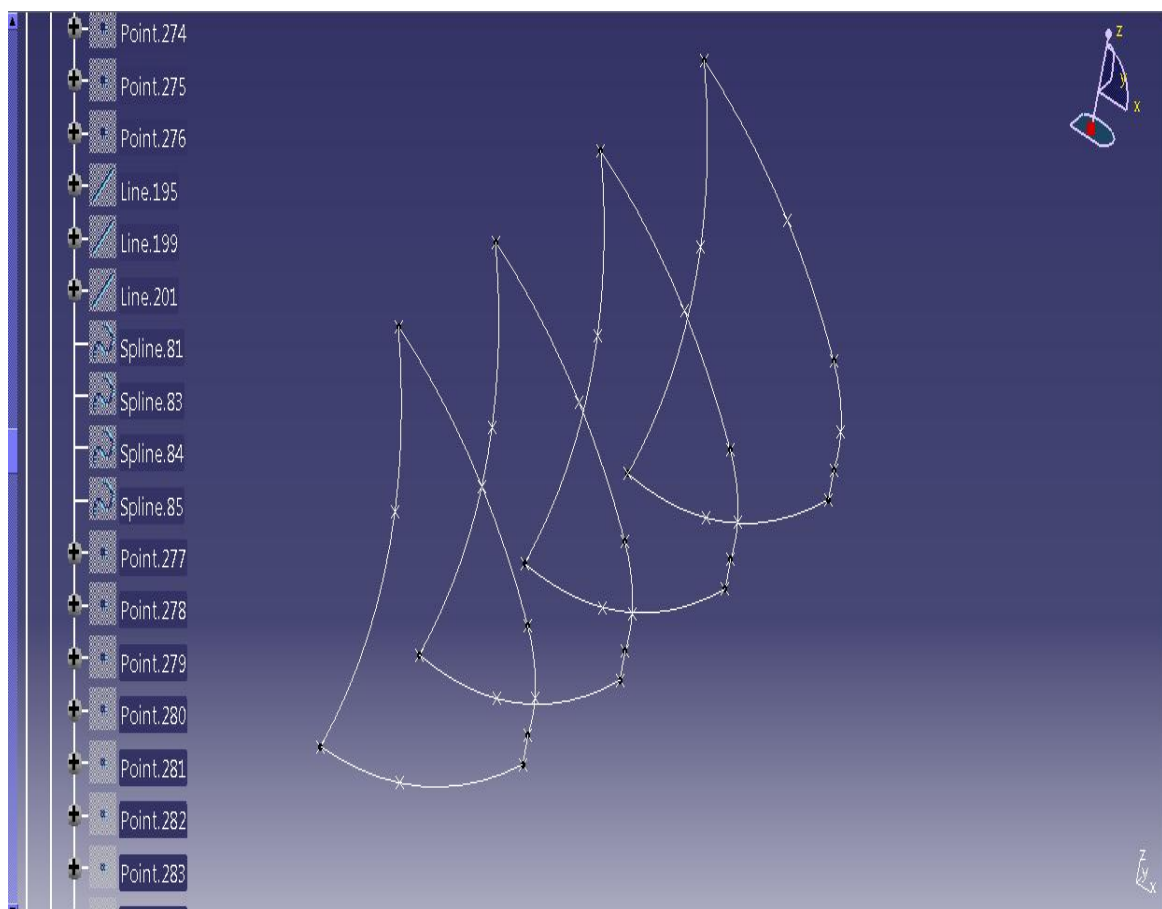 Point.274
Point.275
Point.276
Line.195
Line.199
Line.201
Spline.81
Spline.83
Spline.84
Spline.85
Point.277
Point.278
Point.279
Point.280
Point.281
Point.282
Point.283
z
y
x
z
y
x